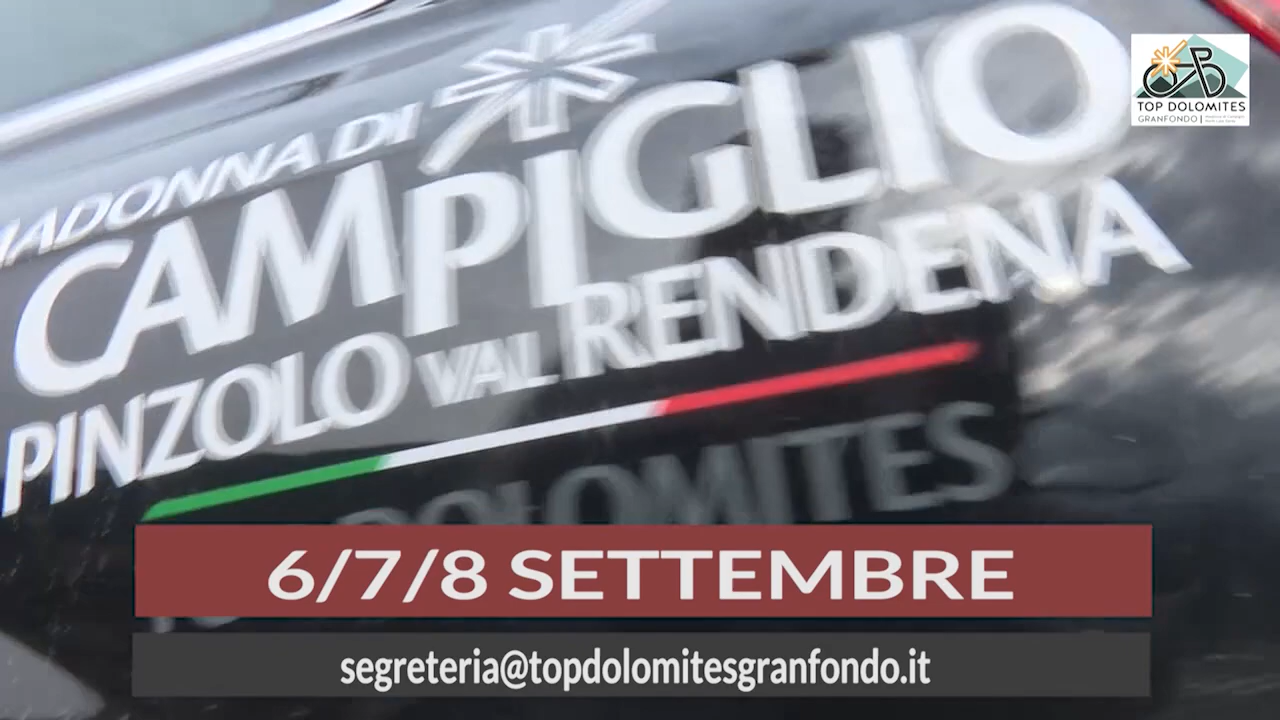 TOP DOLOMITES
GRANFONDO
MADONNA DI
CAMPIGLIO
PINZOLO VAL RENDENA
DOLOMITES
6/7/8 SETTEMBRE
segreteria@topdolomitesgranfondo.it